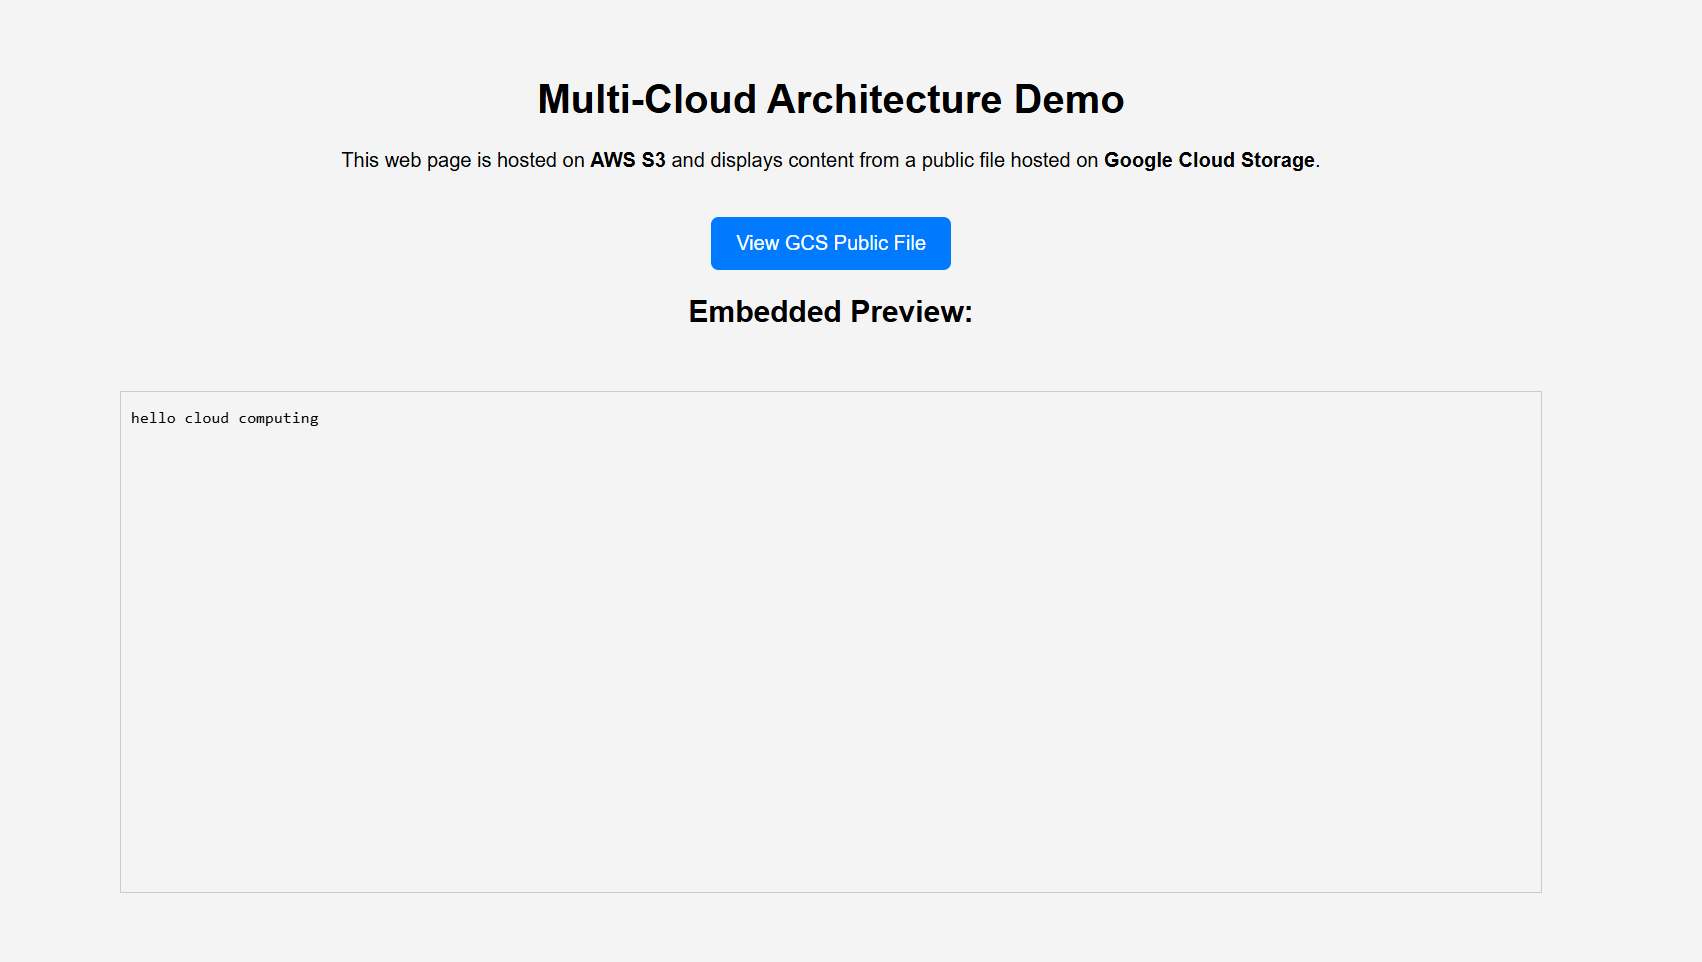 Multi-Cloud Architecture Demo
This web page is hosted on AWS S3 and displays content from a public file hosted on Google Cloud Storage.
View GCS Public File
Embedded Preview:
hello cloud computing